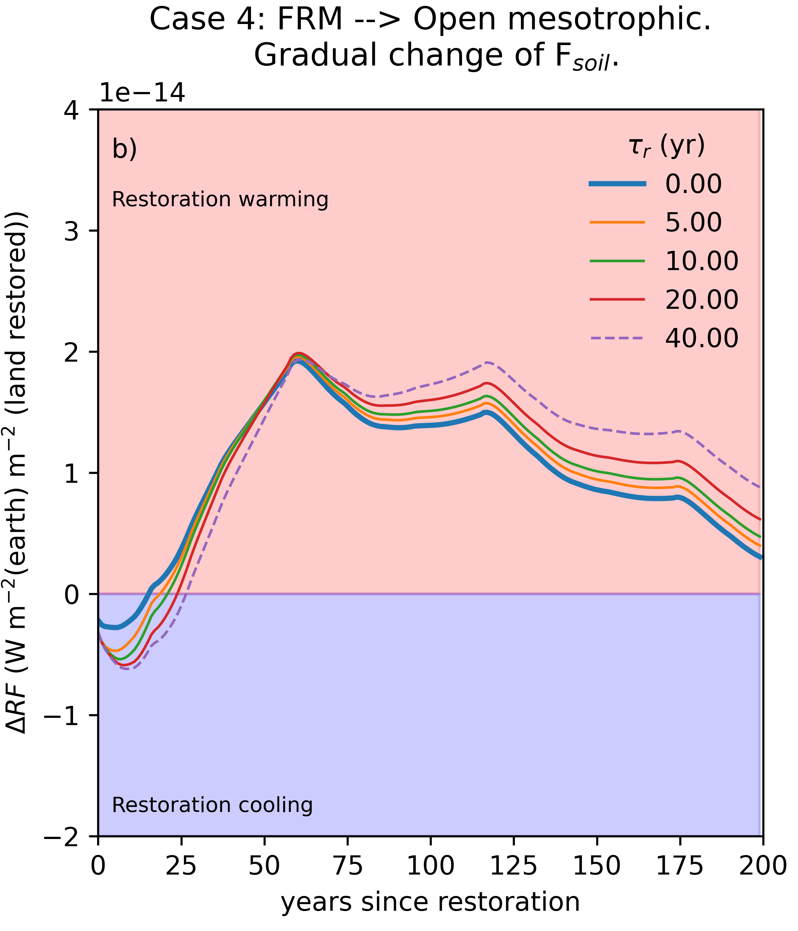 Case 4: FRM --> Open mesotrophic.
Gradual change of F_soil.
1e−14
b)
Restoration warming
τ_r (yr)
0.00
5.00
10.00
20.00
40.00
4
3
2
1
0
−1
−2
ΔRF (W m⁻²(earth) m⁻² (land restored))
Restoration cooling
0 25 50 75 100 125 150 175 200
years since restoration